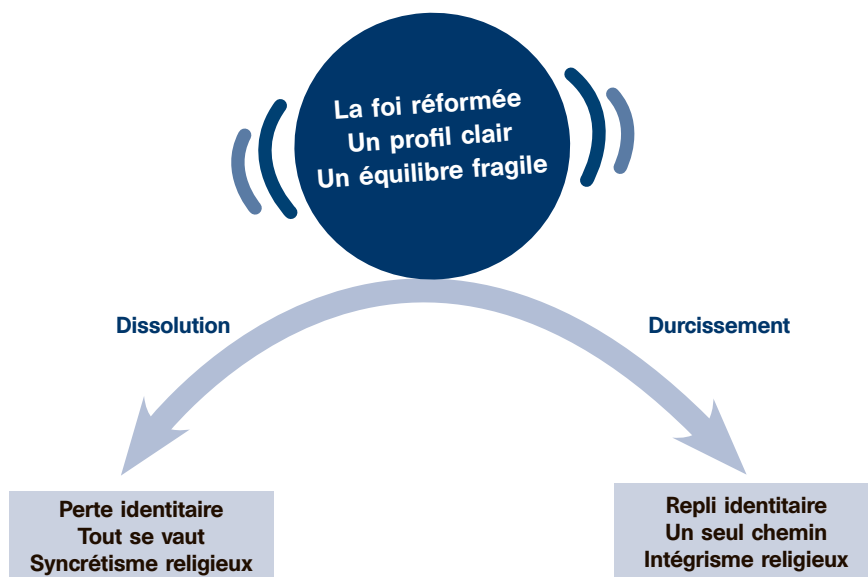 La foi réformée
Un profil clair
Un équilibre fragile
Dissolution
Durcissement
Perte identitaire
Tout se vaut
Syncrétisme religieux
Repli identitaire
Un seul chemin
Intégrisme religieux